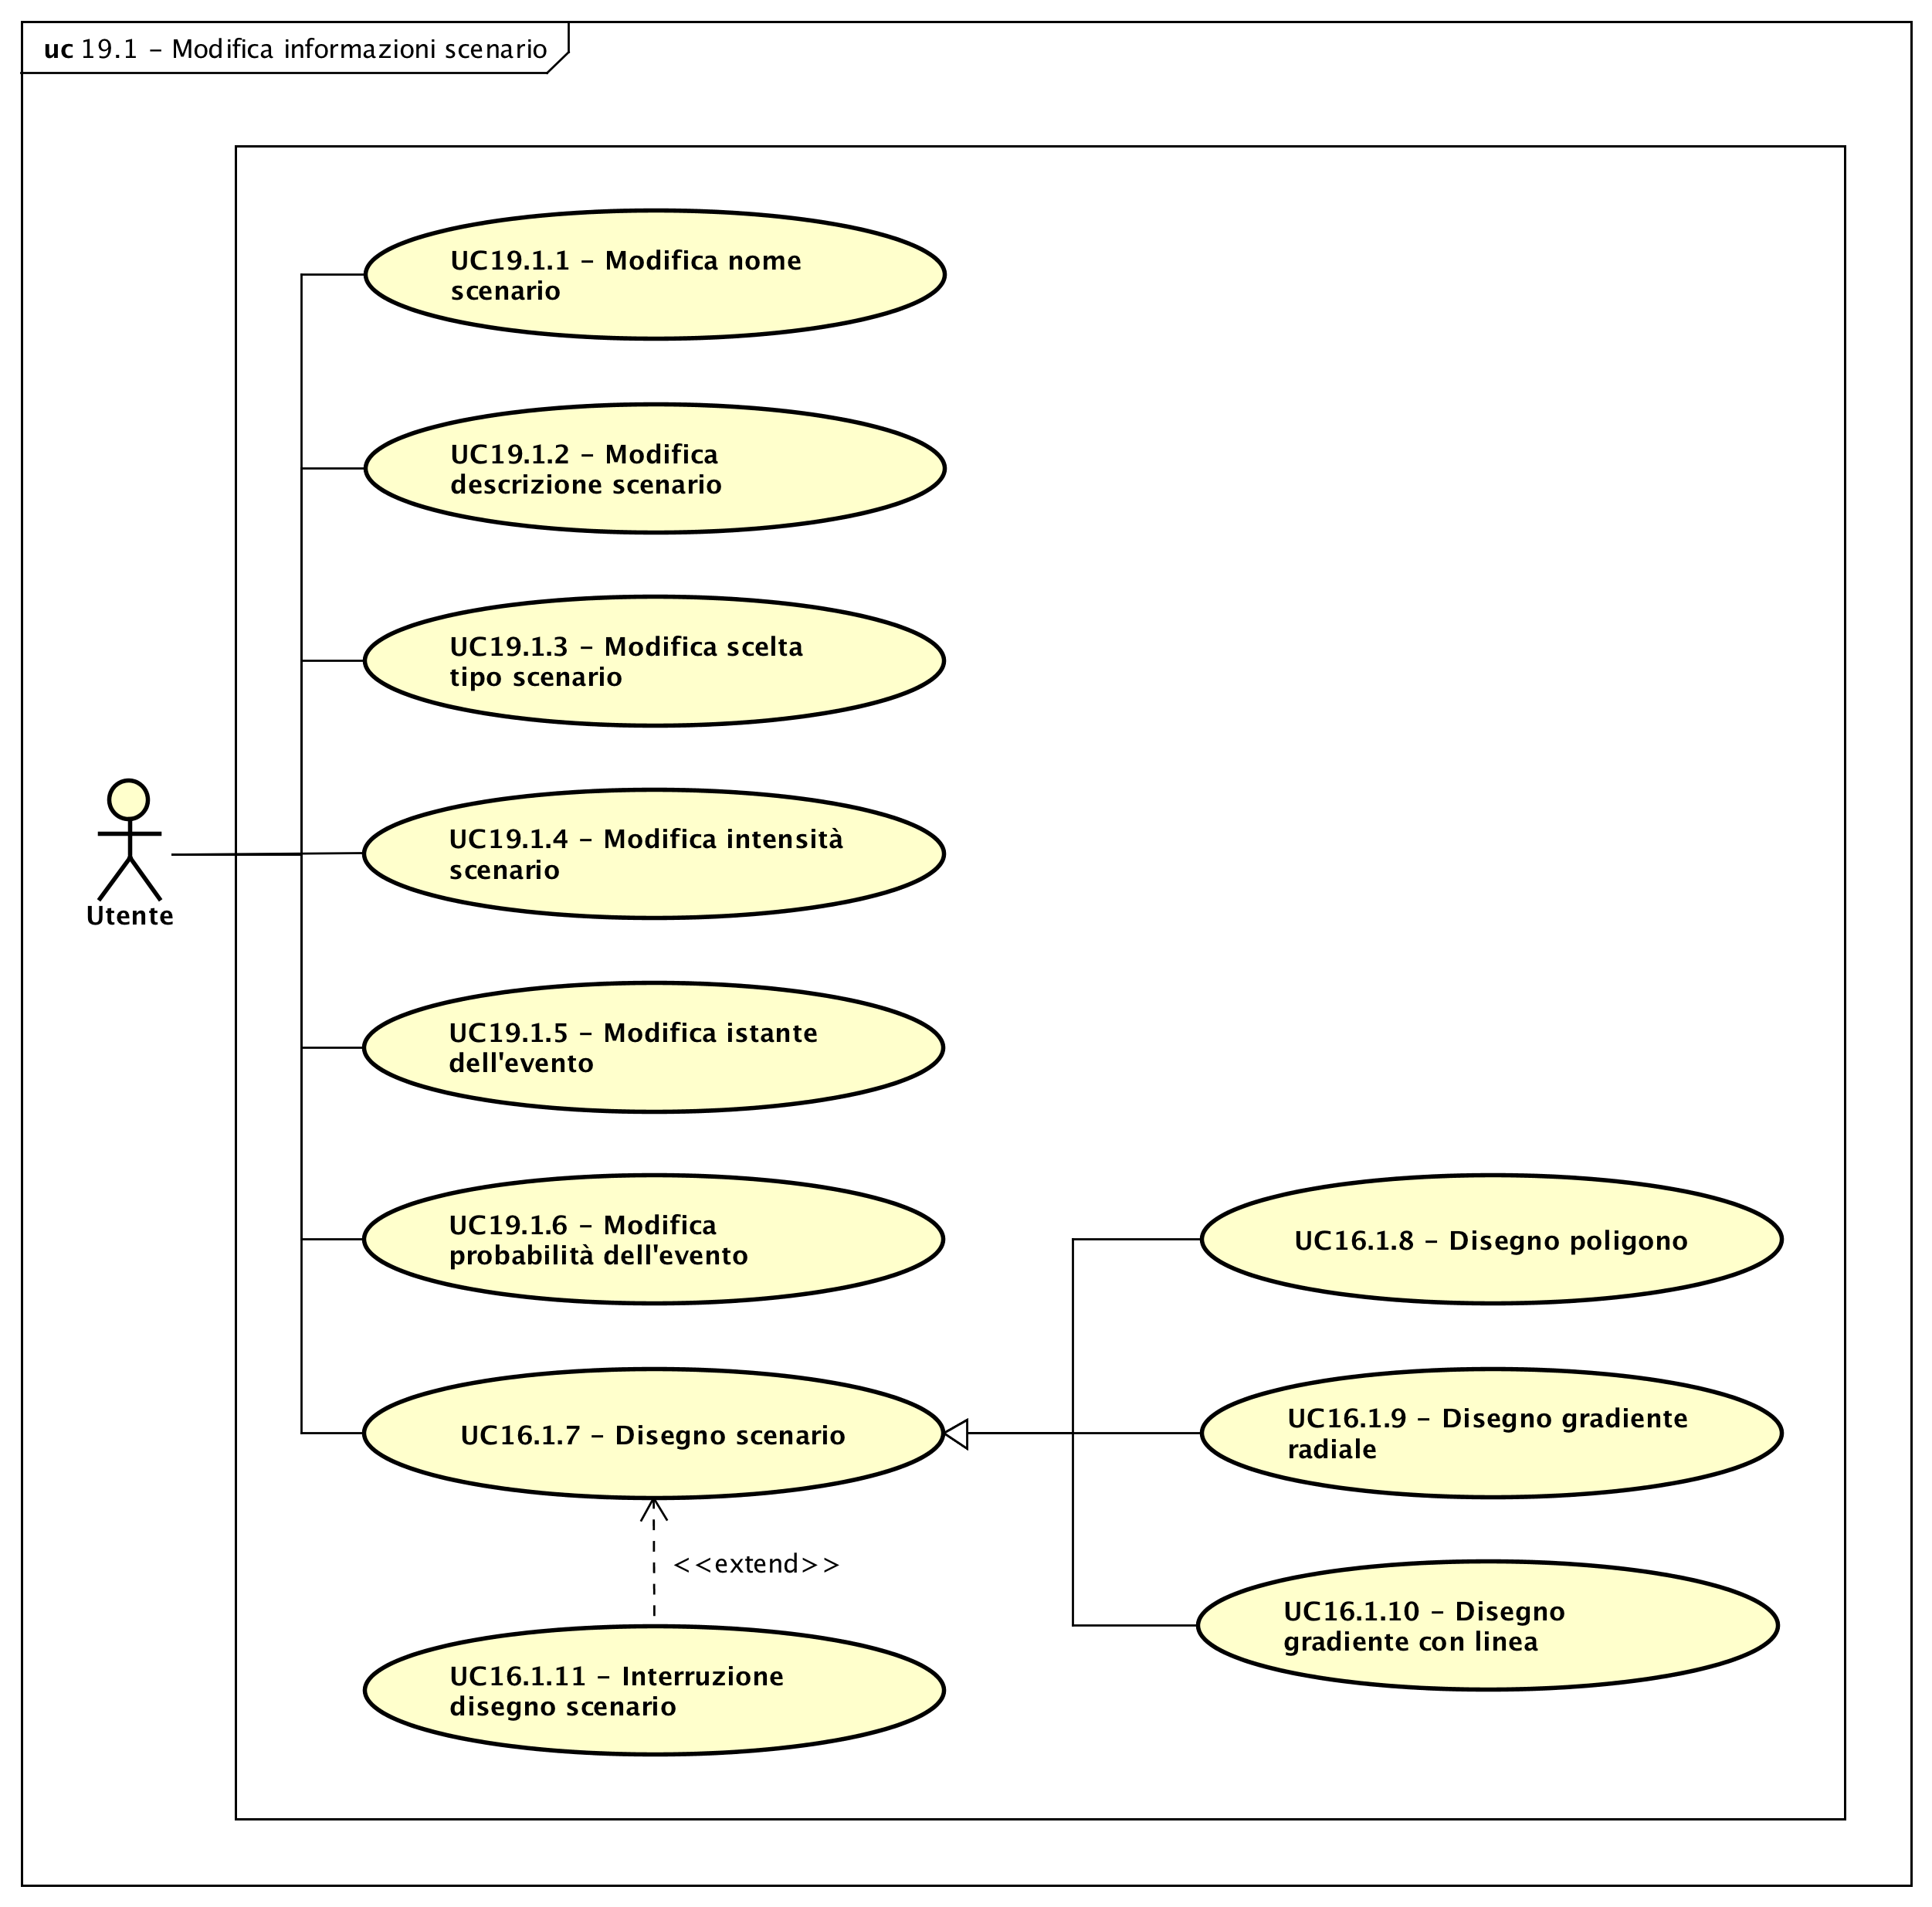 uc 19.1 – Modifica informazioni scenario
UC19.1.1 – Modifica nome
scenario
UC19.1.2 – Modifica
descrizione scenario
UC19.1.3 – Modifica scelta
tipo scenario
UC19.1.4 – Modifica intensità
scenario
Utente
UC19.1.5 – Modifica istante
dell'evento
UC19.1.6 – Modifica
probabilità dell'evento
UC16.1.8 – Disegno poligono
UC16.1.7 – Disegno scenario
UC16.1.9 – Disegno gradiente
radiale
<<extend>>
UC16.1.10 – Disegno
gradiente con linea
UC16.1.11 – Interruzione
disegno scenario